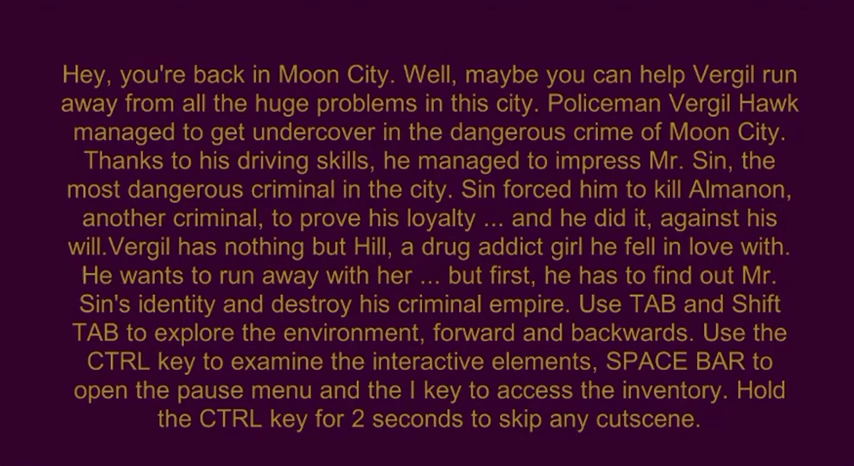 Hey, you're back in Moon City. Well, maybe you can help Vergil run
away from all the huge problems in this city. Policeman Vergil Hawk
managed to get undercover in the dangerous crime of Moon City.
Thanks to his driving skills, he managed to impress Mr. Sin, the
most dangerous criminal in the city. Sin forced him to kill Almanon,
another criminal, to prove his loyalty ... and he did it, against his
will.Vergil has nothing but Hill, a drug addict girl he fell in love with.
He wants to run away with her ... but first, he has to find out Mr.
Sin's identity and destroy his criminal empire. Use TAB and Shift
TAB to explore the environment, forward and backwards. Use the
CTRL key to examine the interactive elements, SPACE BAR to
open the pause menu and the I key to access the inventory. Hold
the CTRL key for 2 seconds to skip any cutscene.